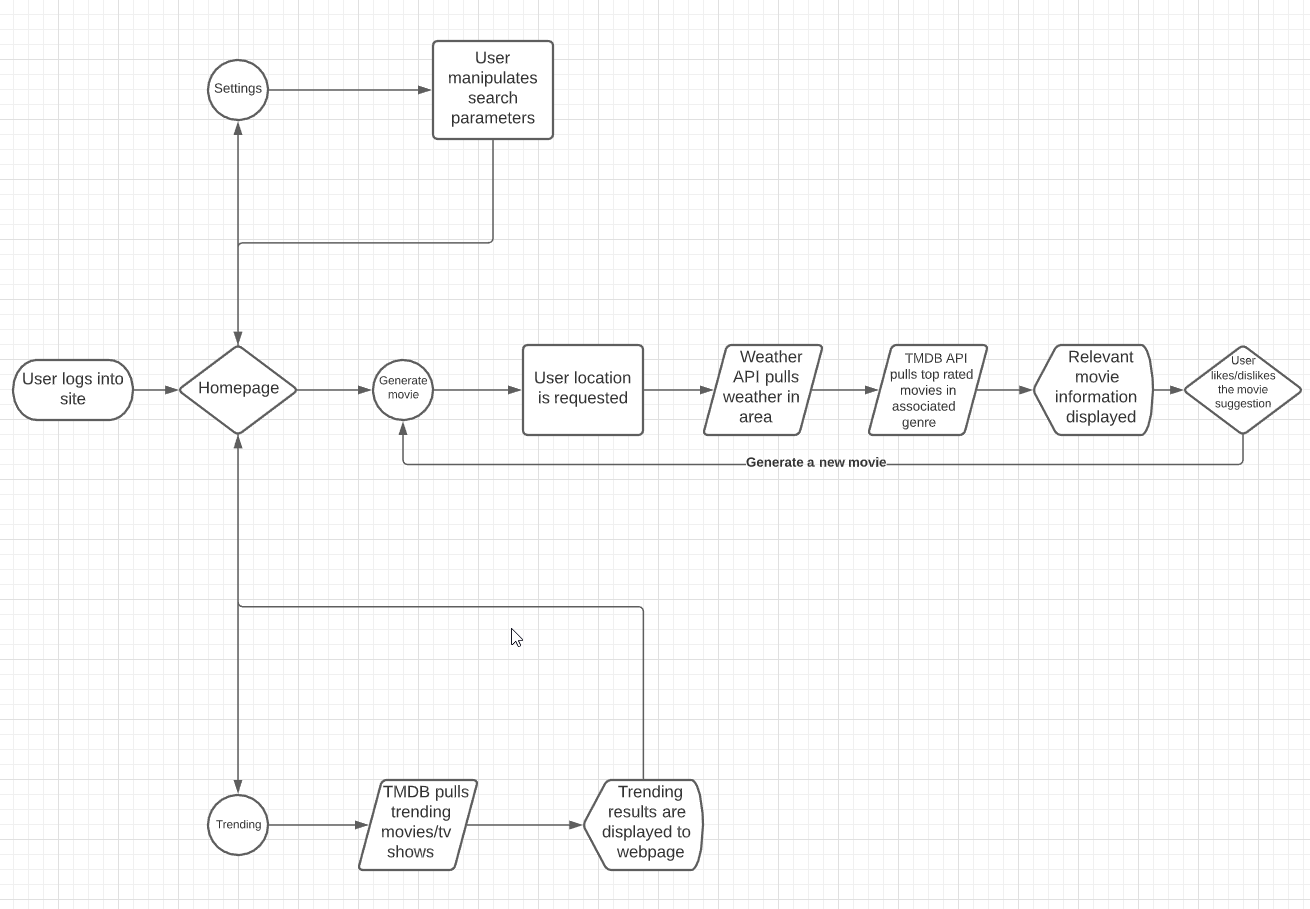 Settings
User
manipulates
search
parameters
User logs into
site
Homepage
Generate
movie
User location
is requested
Weather
API pulls
weather in
area
TMDB API
pulls top rated
movies in
associated
genre
Relevant
movie
information
displayed
User
likes/dislikes
the movie
suggestion
Generate a new movie
Trending
TMDB pulls
trending
movies/tv
shows
Trending
results are
displayed to
webpage